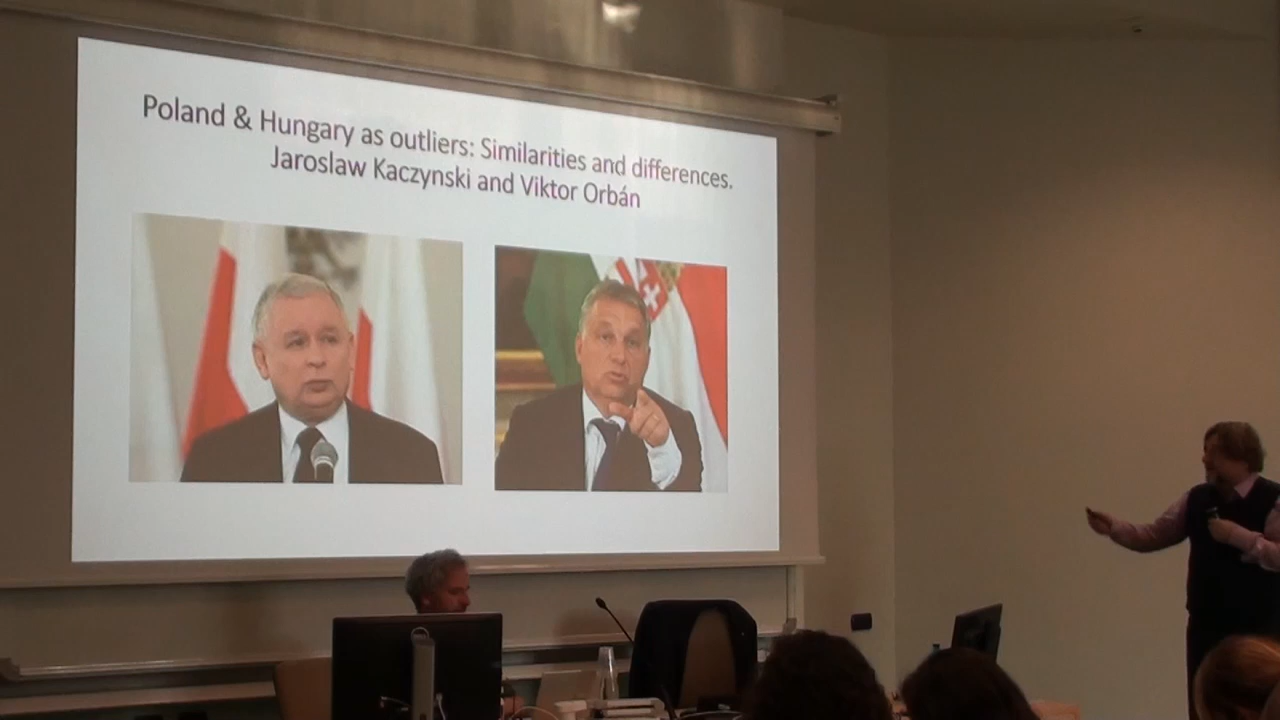 Poland & Hungary as outliers: Similarities and differences.
Jaroslaw Kaczynski and Viktor Orbán